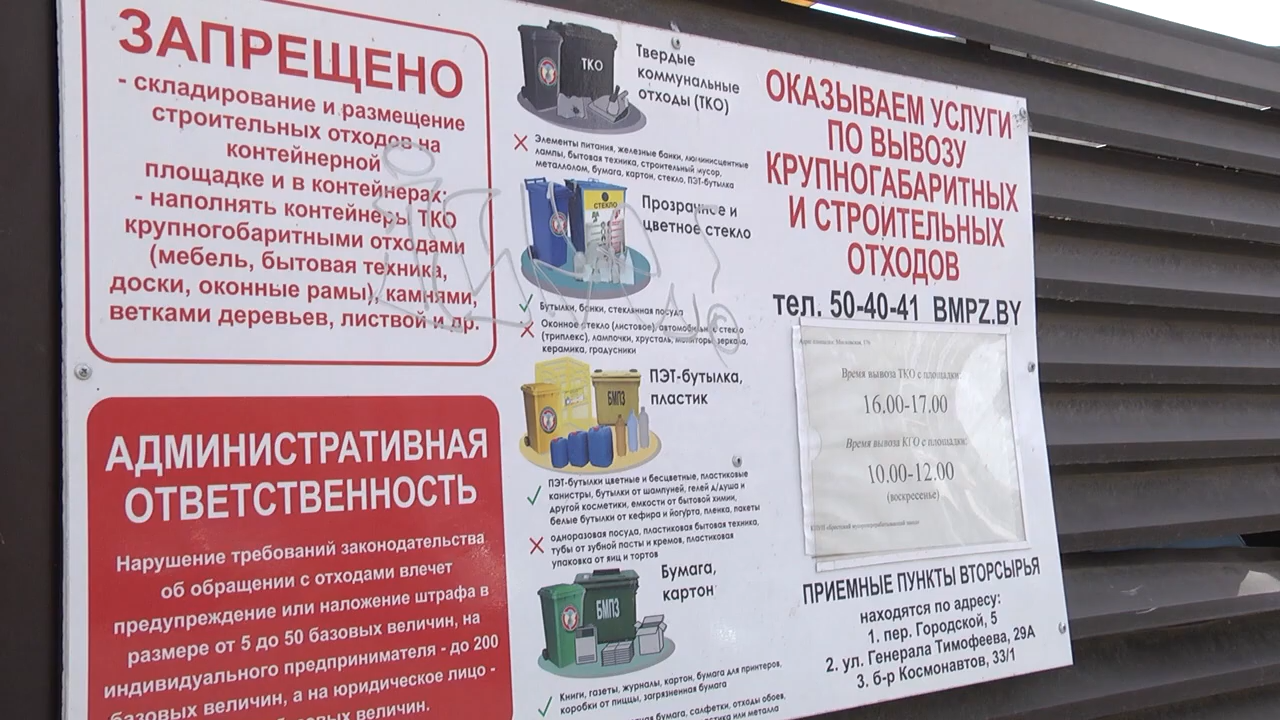 ЗАПРЕЩЕНО
- складирование и размещение
строительных отходов на
контейнерной
площадке и в контейнерах;
- наполнять контейнеры ТКО
крупногобаритными отходами
(мебель, бытовая техника,
доски, оконные рамы), камнями,
ветками деревьев, листвой и др.
АДМИНИСТРАТИВНАЯ
ОТВЕТСТВЕННОСТЬ
Нарушение требований законодательства
об обращении с отходами влечет
предупреждение или наложение штрафа в
размере от 5 до 50 базовых величин, на
индивидуального предпринимателя - до 200
базовых величин, а на юридическое лицо -
базовых величин.
ТКО
Твердые
коммунальные
отходы (ТКО)
Элементы питания, железные банки, люминисцентные
лампы, бытовая техника, строительный мусор,
металлолом, бумага, картон, стекло, ПЭТ-бутылка
СТЕКЛО
Прозрачное и
цветное стекло
Бутылки, банки, стеклянная посуда
Оконное стекло (листовое), автомобильное стекло
(триплекс), лампочки, хрусталь, мониторы, зеркала,
керамика, градусники
БМПЗ
ПЭТ-бутылка,
пластик
ПЭТ-бутылки цветные и бесцветные, пластиковые
канистры, бутылки от шампуней, гелей д/душа и
другой косметики, емкости от бытовой химии,
белые бутылки от кефира и йогурта, пленка, пакеты
одноразовая посуда, пластиковая бытовая техника,
тубы от зубной пасты и кремов, пластиковая
упаковка от яиц и тортов
БМПЗ
Бумага,
картон
Книги, газеты, журналы, картон, бумага для принтеров,
коробки от пиццы, загрязненная бумага
бумага, салфетки, отходы обоев,
или металла
ОКАЗЫВАЕМ УСЛУГИ
ПО ВЫВОЗУ
КРУПНОГАБАРИТНЫХ
И СТРОИТЕЛЬНЫХ
ОТХОДОВ
тел. 50-40-41 BMPZ.BY
Время вывоза ТКО с площадки:
16.00-17.00
Время вывоза КГО с площадки:
10.00-12.00
(воскресенье)
ПРИЕМНЫЕ ПУНКТЫ ВТОРСЫРЬЯ
находятся по адресу:
1. пер. Городской, 5
2. ул. Генерала Тимофеева, 29А
3. б-р Космонавтов, 33/1